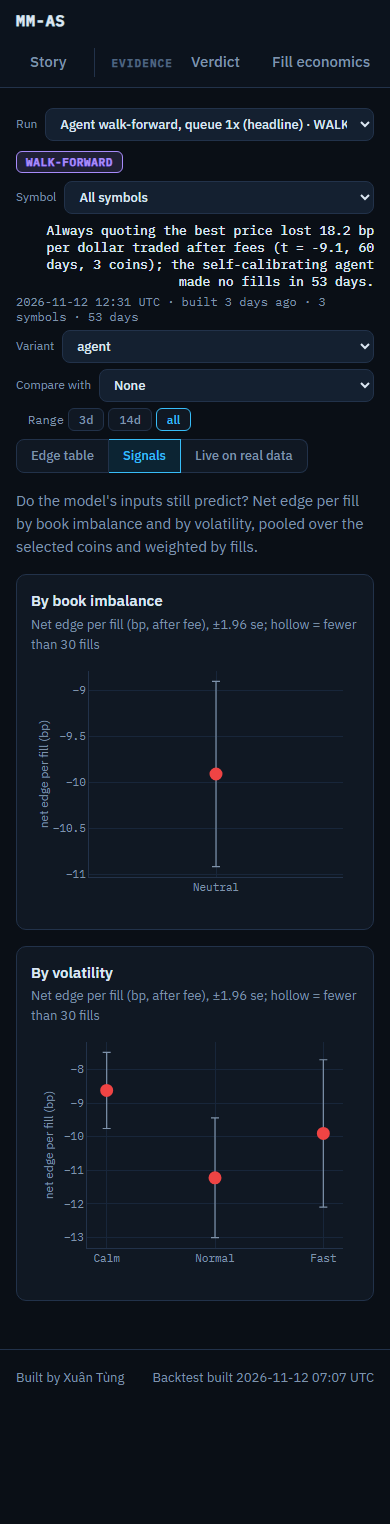 MM-AS
Story
EVIDENCE
Verdict
Fill economics
Run
Agent walk-forward, queue 1x (headline) · WALK
WALK-FORWARD
Symbol
All symbols
Always quoting the best price lost 18.2 bp
per dollar traded after fees (t = -9.1, 60
days, 3 coins); the self-calibrating agent
made no fills in 53 days.
2026-11-12 12:31 UTC · built 3 days ago · 3
symbols · 53 days
Variant
agent
Compare with
None
Range
3d
14d
all
Edge table
Signals
Live on real data
Do the model's inputs still predict? Net edge per fill
by book imbalance and by volatility, pooled over the
selected coins and weighted by fills.
By book imbalance
Net edge per fill (bp, after fee), ±1.96 se; hollow = fewer
than 30 fills
net edge per fill (bp)
−9
−9.5
−10
−10.5
−11
Neutral
By volatility
Net edge per fill (bp, after fee), ±1.96 se; hollow = fewer
than 30 fills
net edge per fill (bp)
−8
−9
−10
−11
−12
−13
Calm
Normal
Fast
Built by Xuân Tùng
Backtest built 2026-11-12 07:07 UTC